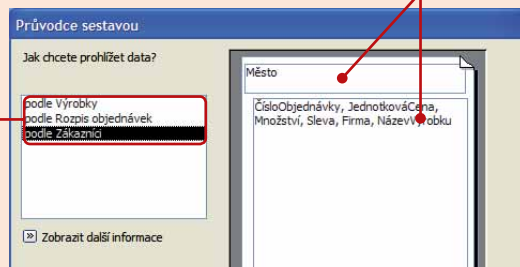 Průvodce sestavou
Jak chcete prohlížet data?
podle Výrobky
podle Rozpis objednávek
podle Zákazníci
Zobrazit další informace
Město
ČísloObjednávky, JednotkováCena,
Množství, Sleva, Firma, NázevVýrobku